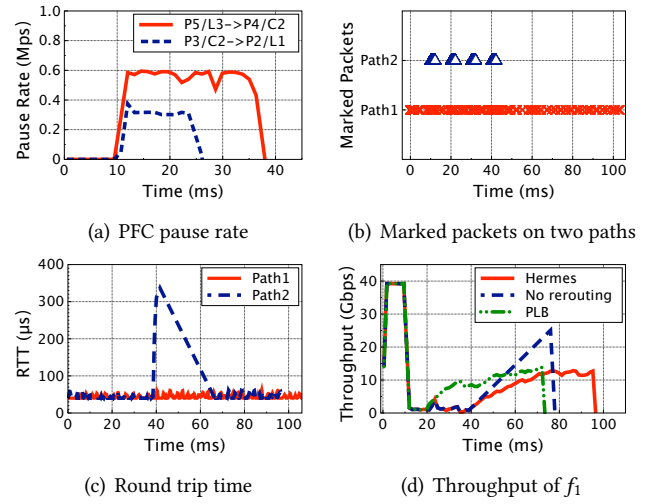 P5/L3->P4/C2
P3/C2->P2/L1
Pause Rate (Mps)
1.0
0.8
0.6
0.4
0.2
0
0 10 20 30 40
Time (ms)
(a) PFC pause rate
Marked Packets
Path2
Path1
0 20 40 60 80 100
Time (ms)
(b) Marked packets on two paths
Path1
Path2
RTT (μs)
400
300
200
100
0
0 20 40 60 80 100
Time (ms)
(c) Round trip time
Hermes
No rerouting
PLB
Throughput (Gbps)
50
40
30
20
10
0
0 20 40 60 80 100
Time (ms)
(d) Throughput of f1